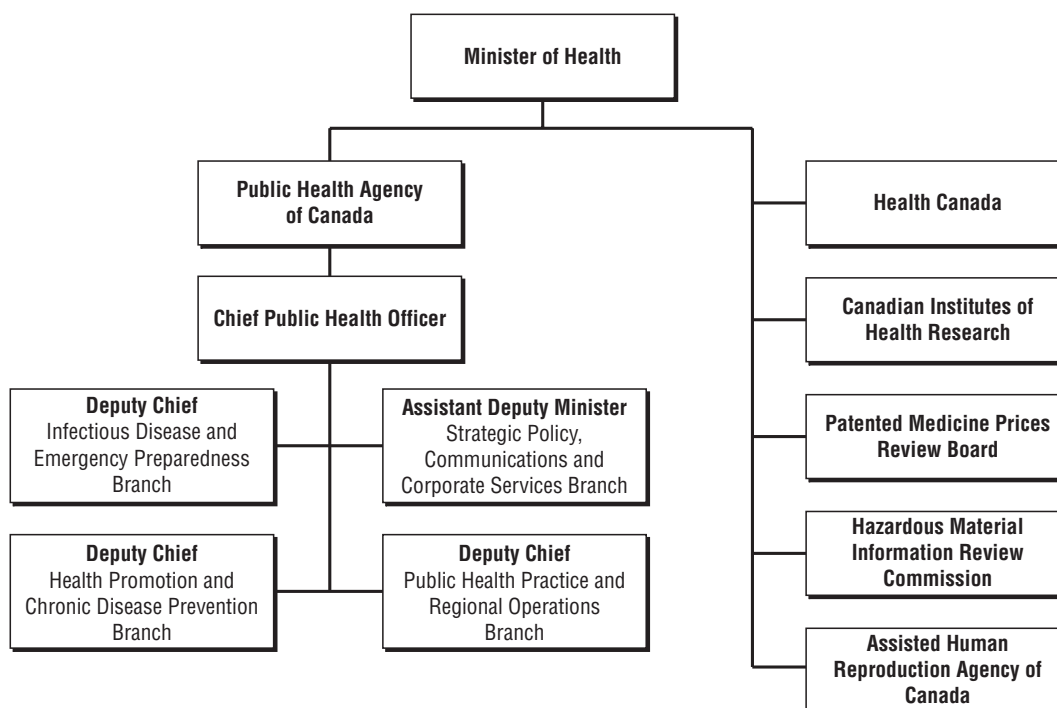 Minister of Health
Public Health Agency
of Canada
Chief Public Health Officer
Deputy Chief
Infectious Disease and
Emergency Preparedness
Branch
Assistant Deputy Minister
Strategic Policy,
Communications and
Corporate Services Branch
Deputy Chief
Health Promotion and
Chronic Disease Prevention
Branch
Deputy Chief
Public Health Practice and
Regional Operations
Branch
Health Canada
Canadian Institutes of
Health Research
Patented Medicine Prices
Review Board
Hazardous Material
Information Review
Commission
Assisted Human
Reproduction Agency of
Canada